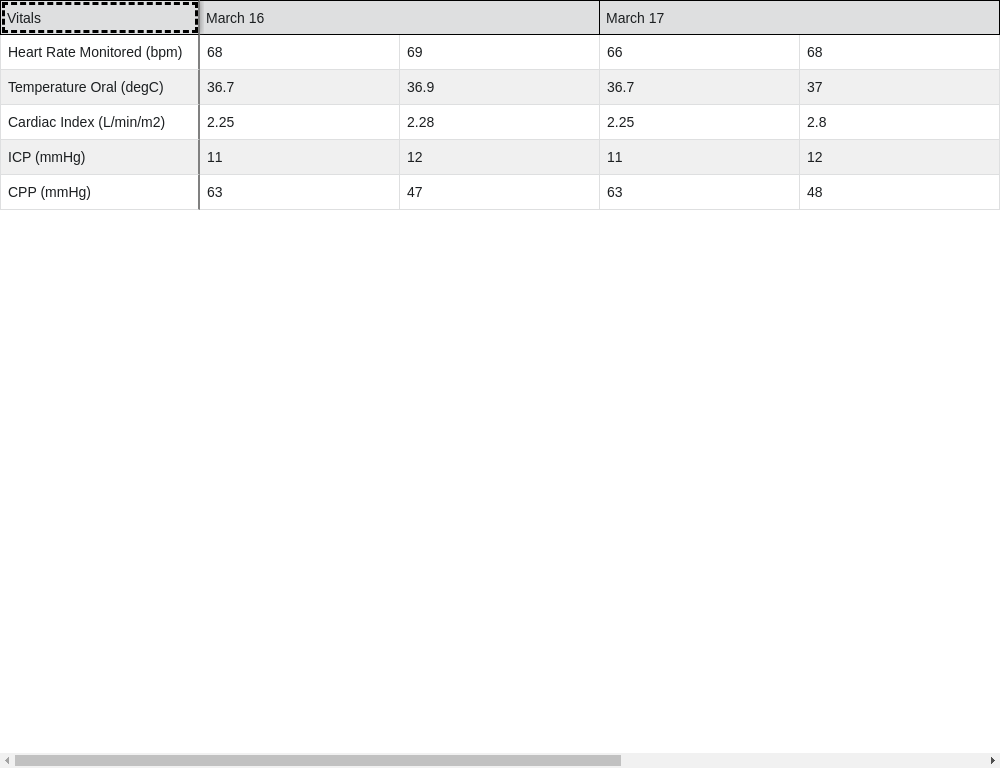 Vitals March 16 March 17
Heart Rate Monitored (bpm) 68 69 66 68
Temperature Oral (degC) 36.7 36.9 36.7 37
Cardiac Index (L/min/m2) 2.25 2.28 2.25 2.8
ICP (mmHg) 11 12 11 12
CPP (mmHg) 63 47 63 48